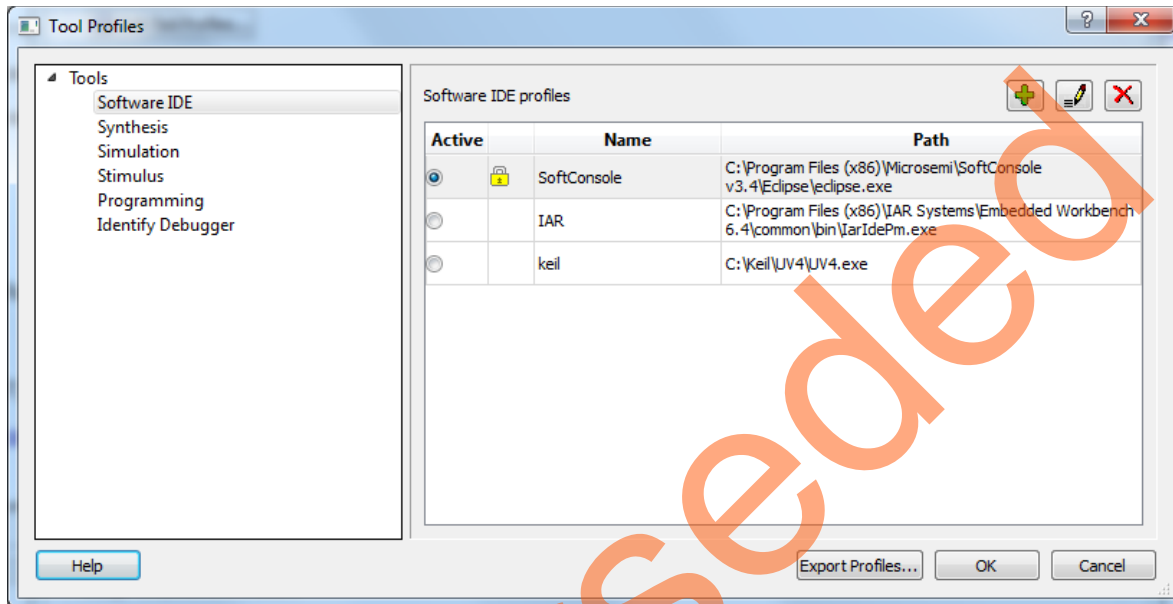 Tool Profiles
Tools
Software IDE
Synthesis
Simulation
Stimulus
Programming
Identify Debugger
Software IDE profiles
Active Name Path
SoftConsole C:\Program Files (x86)\Microsemi\SoftConsole
v3.4\Eclipse\eclipse.exe
IAR C:\Program Files (x86)\IAR Systems\Embedded Workbench
6.4\common\bin\IarIdePm.exe
keil C:\Keil\UV4\UV4.exe
Help Export Profiles... OK Cancel
seded